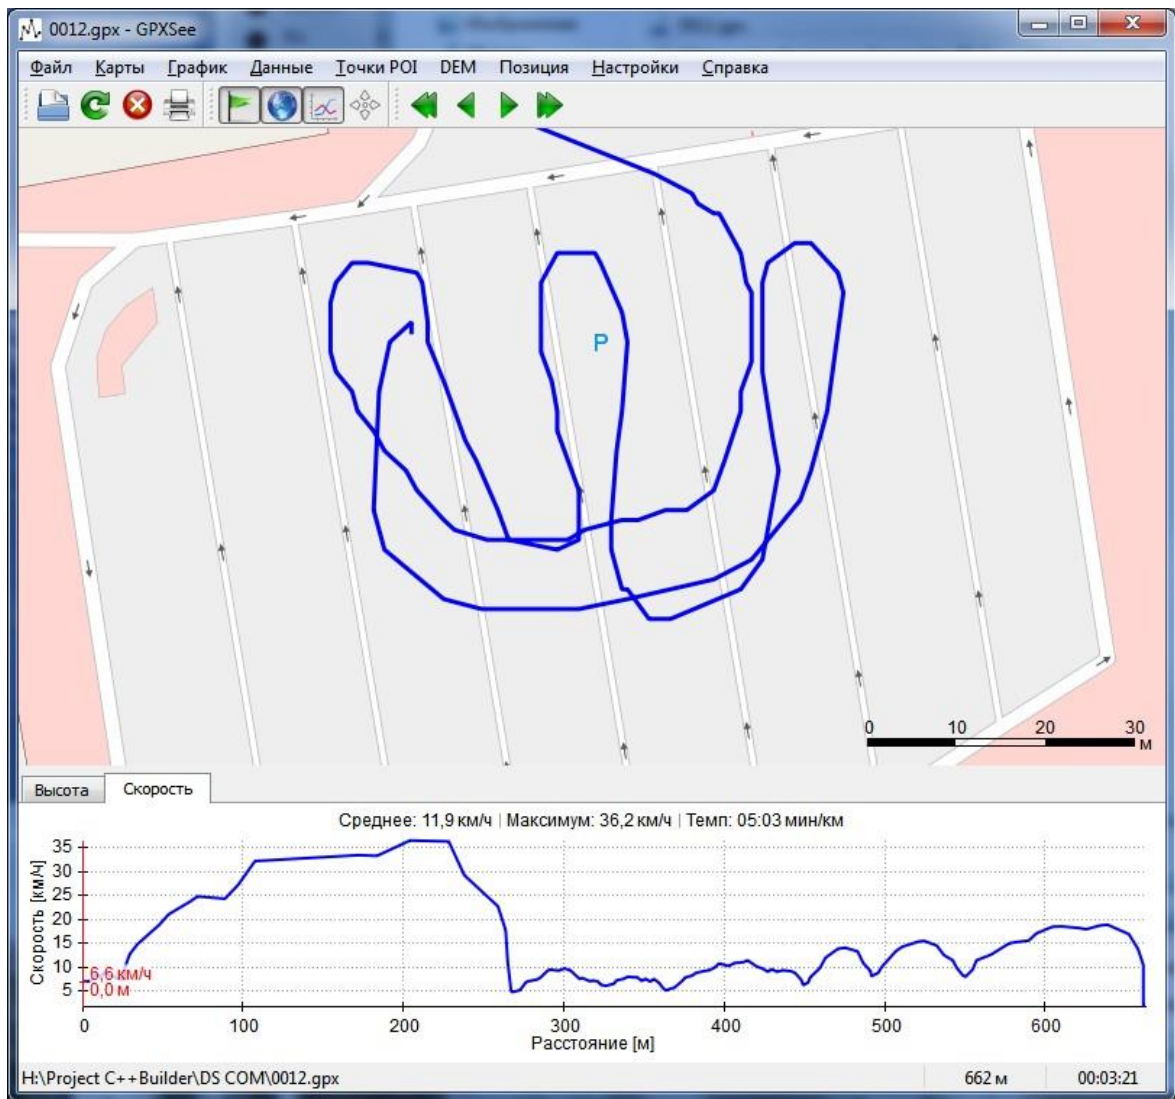 0012.gpx - GPXSee
Файл Карты График Данные Точки POI DEM Позиция Настройки Справка
P
0 10 20 30
м
Высота Скорость
Среднее: 11,9 км/ч | Максимум: 36,2 км/ч | Темп: 05:03 мин/км
Скорость [км/ч]
35
30
25
20
15
10
5
6,6 км/ч
0,0 м
0 100 200 300 400 500 600
Расстояние [м]
H:\Project C++Builder\DS COM\0012.gpx 662 м 00:03:21